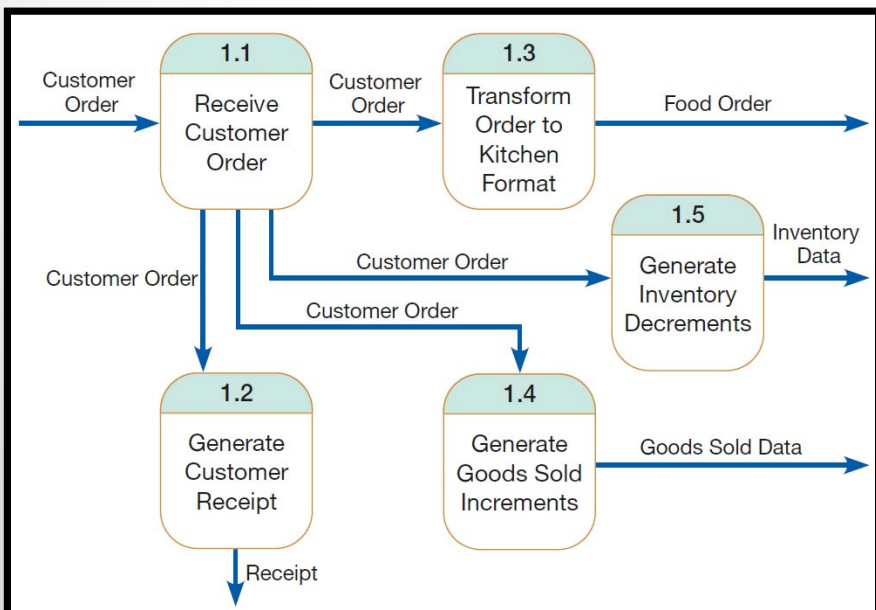 1.1
1.3
Customer
Order
Receive
Customer
Order
Customer
Order
Transform
Order to
Kitchen
Format
Food Order
1.5
Customer Order
Customer Order
Generate
Inventory
Decrements
Inventory
Data
Customer Order
1.2
1.4
Generate
Customer
Receipt
Generate
Goods Sold
Increments
Goods Sold Data
Receipt